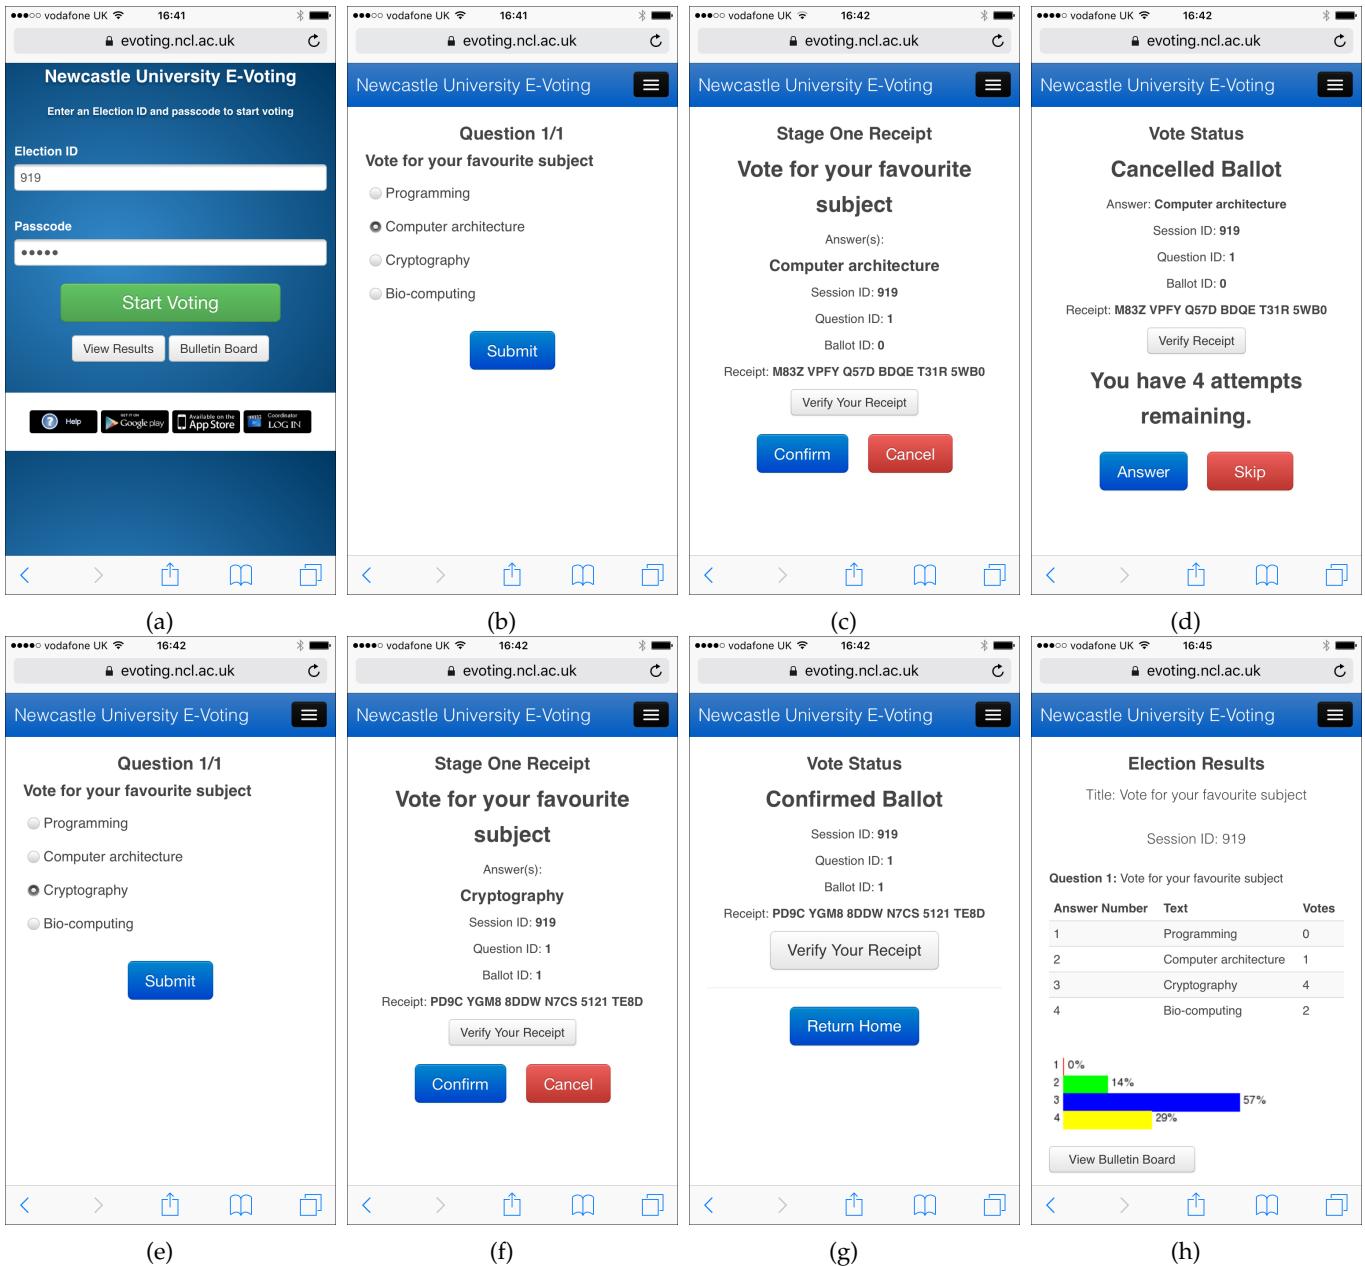 vodafone UK 16:41
evoting.ncl.ac.uk
Newcastle University E-Voting
Enter an Election ID and passcode to start voting
Election ID
919
Passcode
•••••
Start Voting
View Results Bulletin Board
Help GET IT ON Google play Available on the App Store Coordinator LOG IN
(a)
vodafone UK 16:41
evoting.ncl.ac.uk
Newcastle University E-Voting
Question 1/1
Vote for your favourite subject
Programming
Computer architecture
Cryptography
Bio-computing
Submit
(b)
vodafone UK 16:42
evoting.ncl.ac.uk
Newcastle University E-Voting
Stage One Receipt
Vote for your favourite
subject
Answer(s):
Computer architecture
Session ID: 919
Question ID: 1
Ballot ID: 0
Receipt: M83Z VPFY Q57D BDQE T31R 5WB0
Verify Your Receipt
Confirm Cancel
(c)
vodafone UK 16:42
evoting.ncl.ac.uk
Newcastle University E-Voting
Vote Status
Cancelled Ballot
Answer: Computer architecture
Session ID: 919
Question ID: 1
Ballot ID: 0
Receipt: M83Z VPFY Q57D BDQE T31R 5WB0
Verify Receipt
You have 4 attempts
remaining.
Answer Skip
(d)
vodafone UK 16:42
evoting.ncl.ac.uk
Newcastle University E-Voting
Question 1/1
Vote for your favourite subject
Programming
Computer architecture
Cryptography
Bio-computing
Submit
(e)
vodafone UK 16:42
evoting.ncl.ac.uk
Newcastle University E-Voting
Stage One Receipt
Vote for your favourite
subject
Answer(s):
Cryptography
Session ID: 919
Question ID: 1
Ballot ID: 1
Receipt: PD9C YGM8 8DDW N7CS 5121 TE8D
Verify Your Receipt
Confirm Cancel
(f)
vodafone UK 16:42
evoting.ncl.ac.uk
Newcastle University E-Voting
Vote Status
Confirmed Ballot
Session ID: 919
Question ID: 1
Ballot ID: 1
Receipt: PD9C YGM8 8DDW N7CS 5121 TE8D
Verify Your Receipt
Return Home
(g)
vodafone UK 16:45
evoting.ncl.ac.uk
Newcastle University E-Voting
Election Results
Title: Vote for your favourite subject
Session ID: 919
Question 1: Vote for your favourite subject
Answer Number Text Votes
1 Programming 0
2 Computer architecture 1
3 Cryptography 4
4 Bio-computing 2
1 0%
2 14%
3 57%
4 29%
View Bulletin Board
(h)